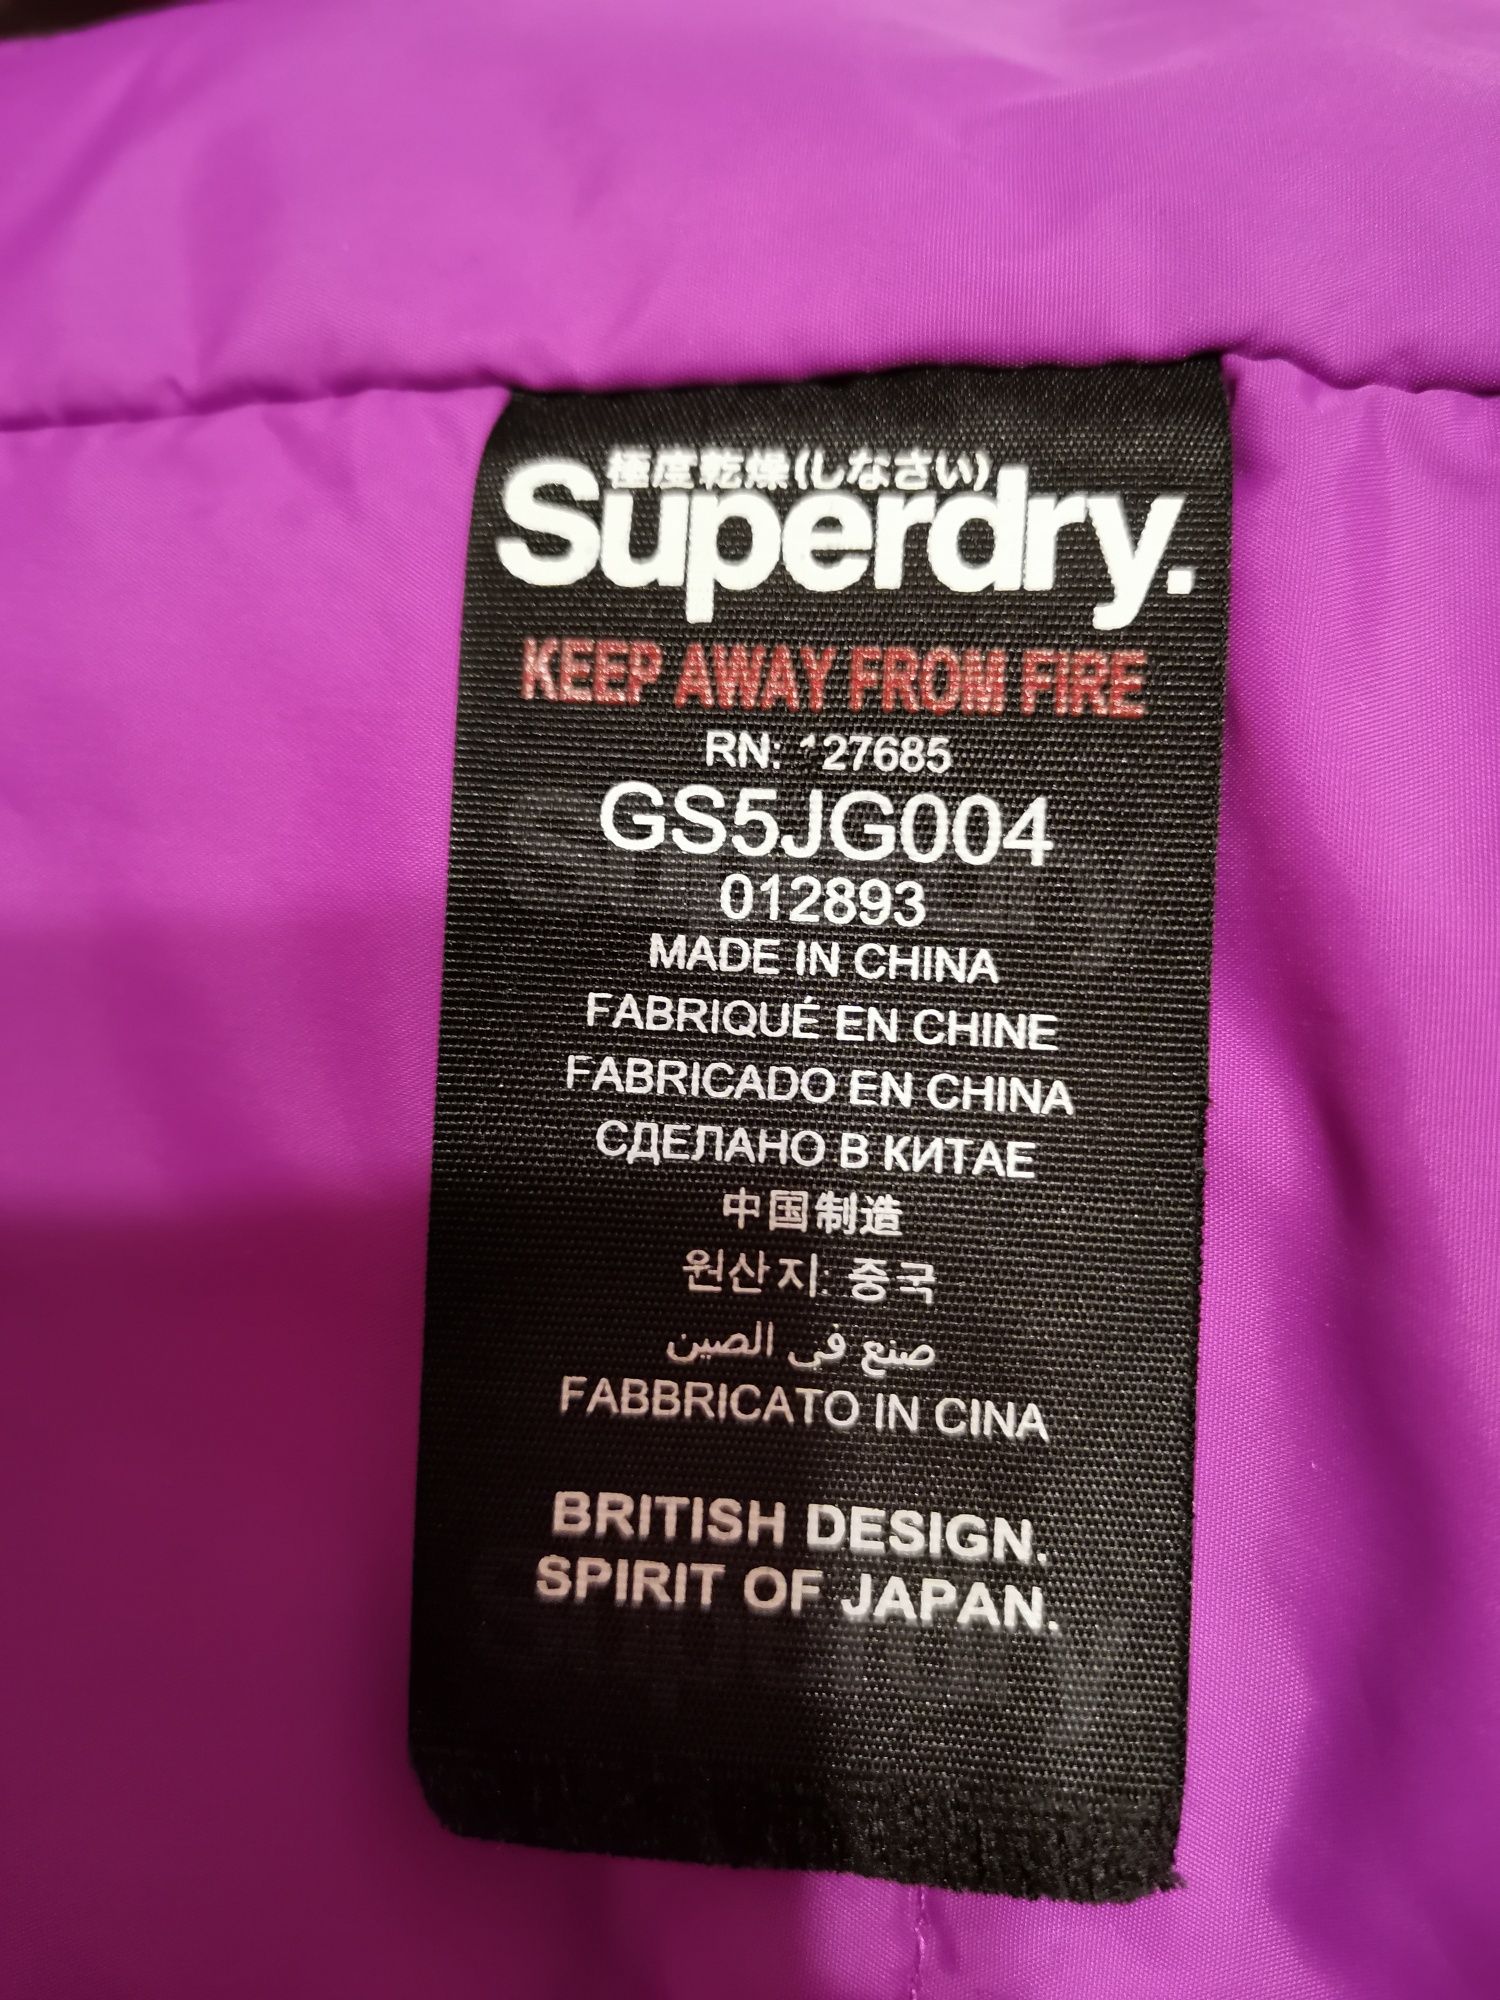 極度乾燥(しなさい)
Superdry.
KEEP AWAY FROM FIRE
RN: 127685
GS5JG004
012893
MADE IN CHINA
FABRIQUÉ EN CHINE
FABRICADO EN CHINA
СДЕЛАНО В КИТАЕ
中国制造
원산지: 중국
صنع في الصين
FABBRICATO IN CINA
BRITISH DESIGN.
SPIRIT OF JAPAN.